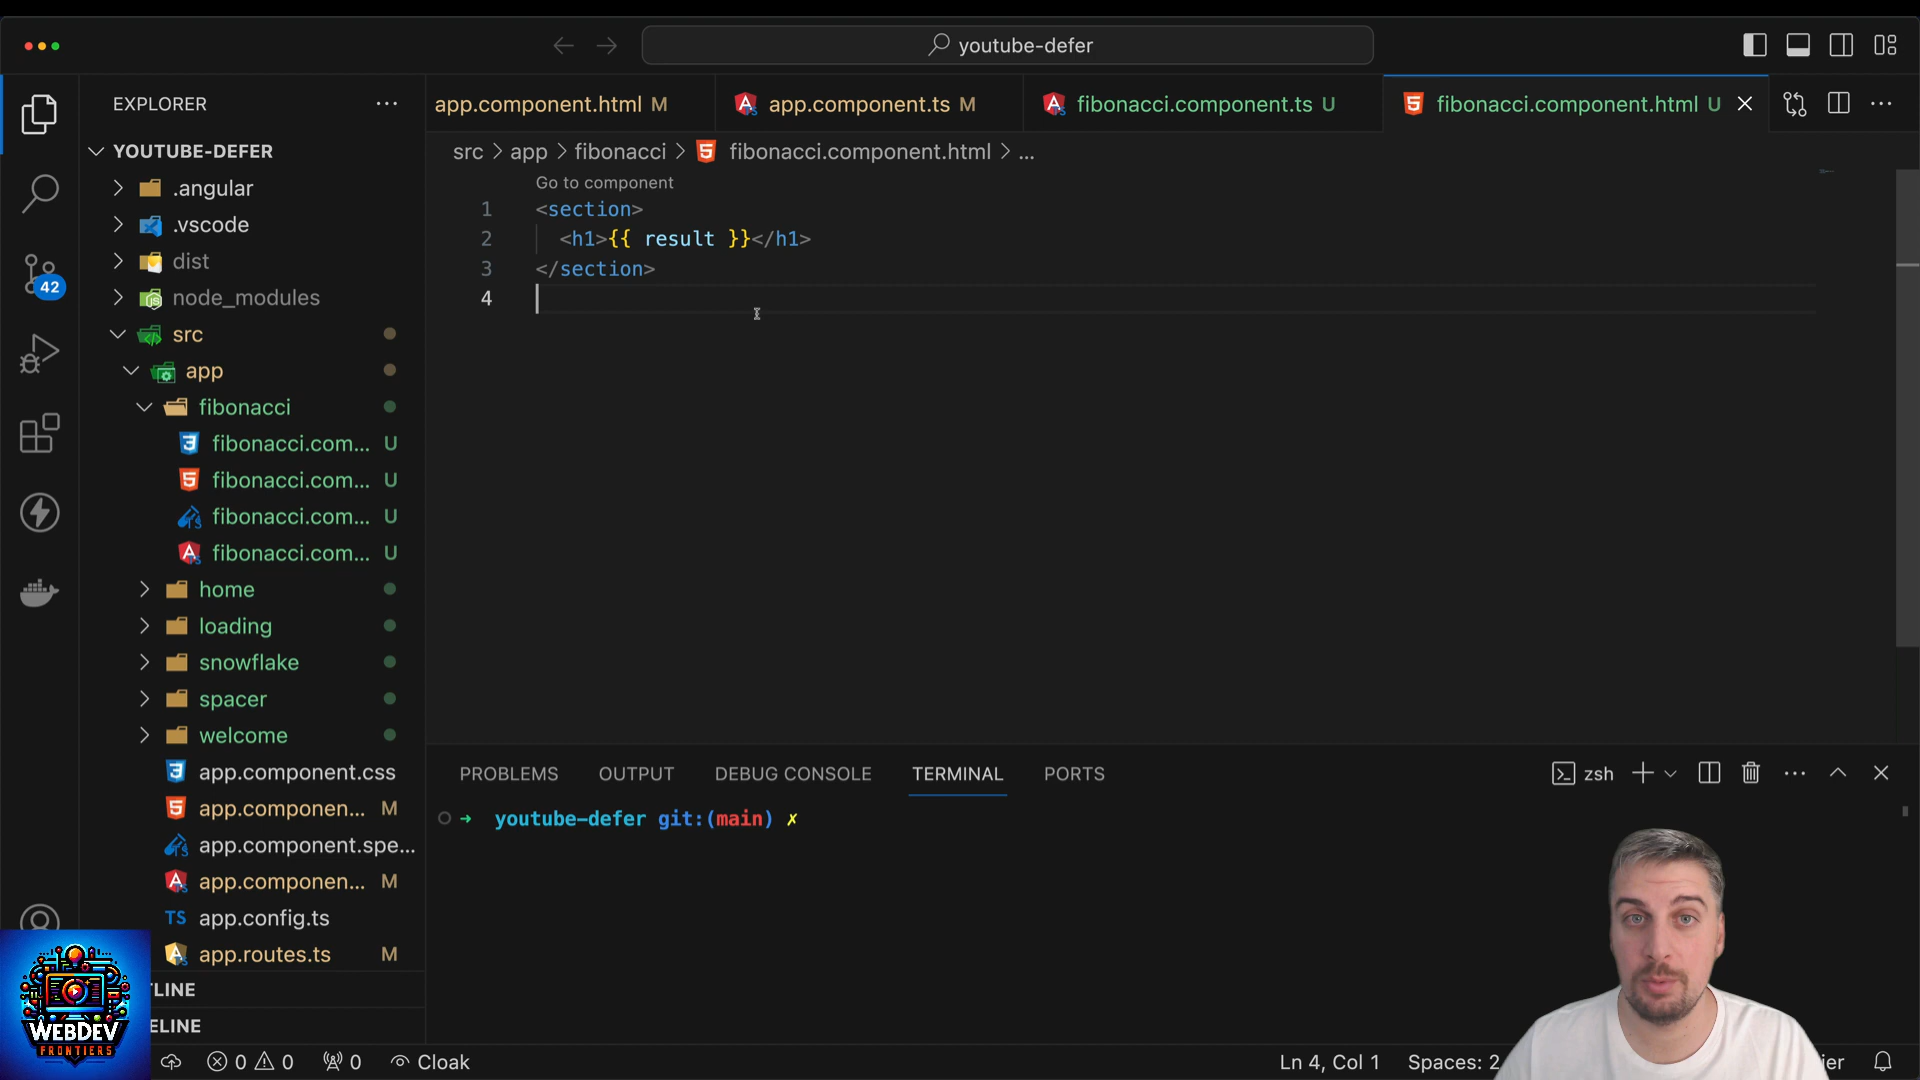 youtube-defer
EXPLORER
app.component.html M
app.component.ts M
fibonacci.component.ts U
fibonacci.component.html U
YOUTUBE-DEFER
src > app > fibonacci > fibonacci.component.html > ...
.angular
.vscode
dist
node_modules
src
app
fibonacci
fibonacci.com... U
fibonacci.com... U
fibonacci.com... U
fibonacci.com... U
home
loading
snowflake
spacer
welcome
app.component.css
app.componen... M
app.component.spe...
app.componen... M
TS app.config.ts
app.routes.ts M
TLINE
ELINE
42
Go to component
1 <section>
2 <h1>{{ result }}</h1>
3 </section>
4
PROBLEMS OUTPUT DEBUG CONSOLE TERMINAL PORTS
zsh
➜ youtube-defer git:(main) ✗
WEBDEV
FRONTIERS
0 0 0 Cloak
Ln 4, Col 1 Spaces: 2
ier